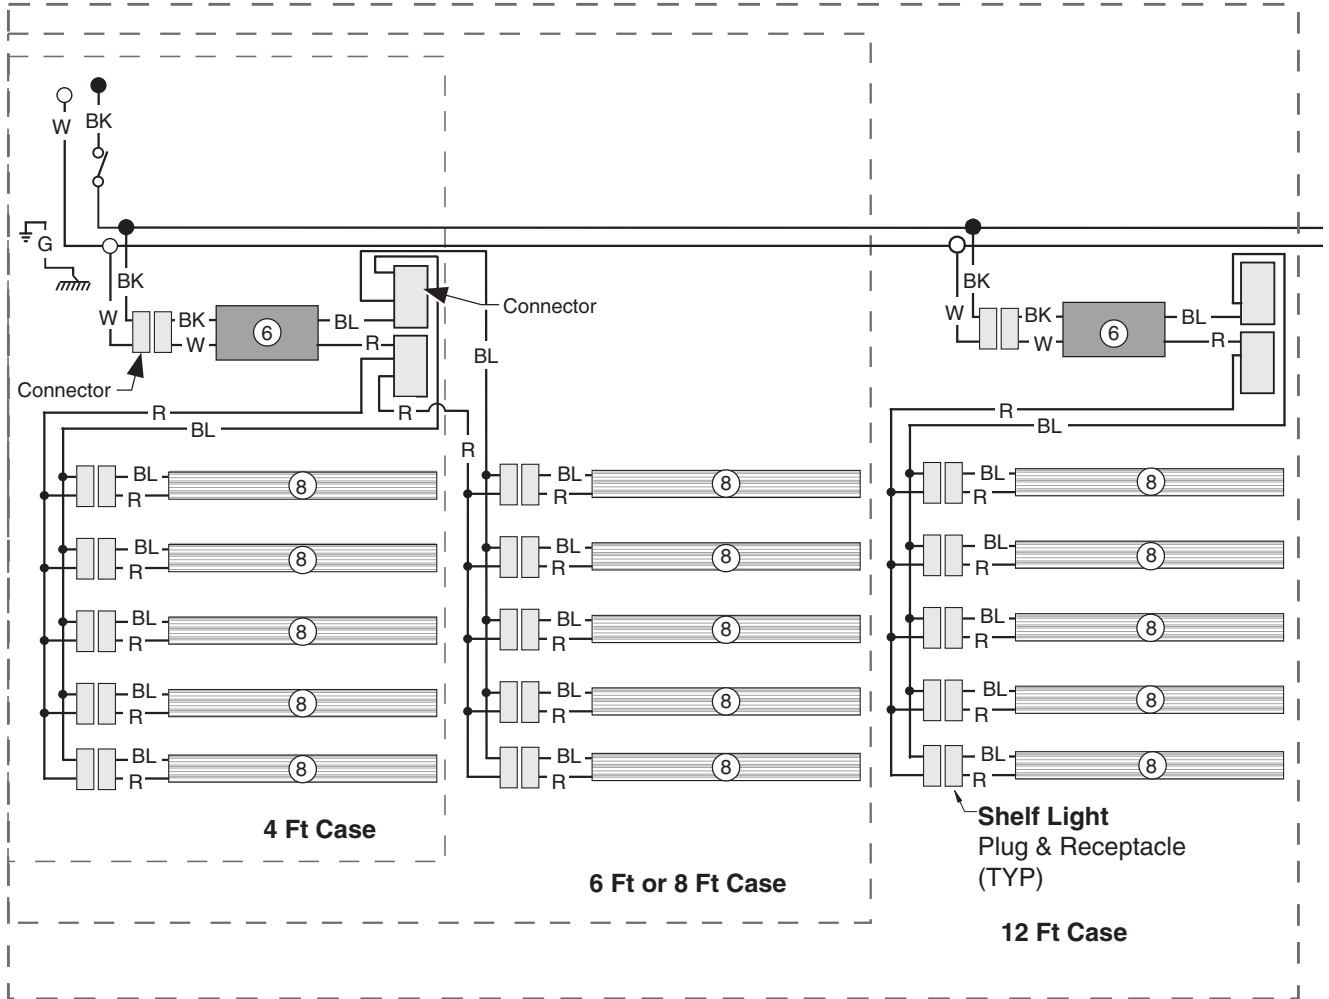 W BK
G
BK BK
W BK BL W BK BL
6 6
W R W R
Connector
BL
Connector
R R R
BL BL
R
BL 8 BL 8 BL 8
R R R
BL 8 BL 8 BL 8
R R R
BL 8 BL 8 BL 8
R R R
BL 8 BL 8 BL 8
R R R
BL 8 BL 8 BL 8
R R R
4 Ft Case
Shelf Light
Plug & Receptacle
(TYP)
6 Ft or 8 Ft Case
12 Ft Case